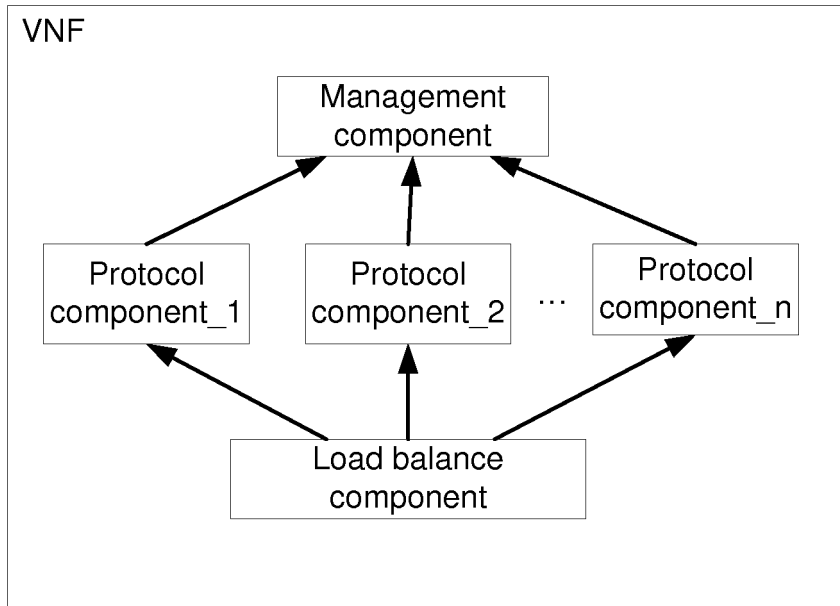 VNF
Management
component
Protocol
component_1
Protocol
component_2
...
Protocol
component_n
Load balance
component